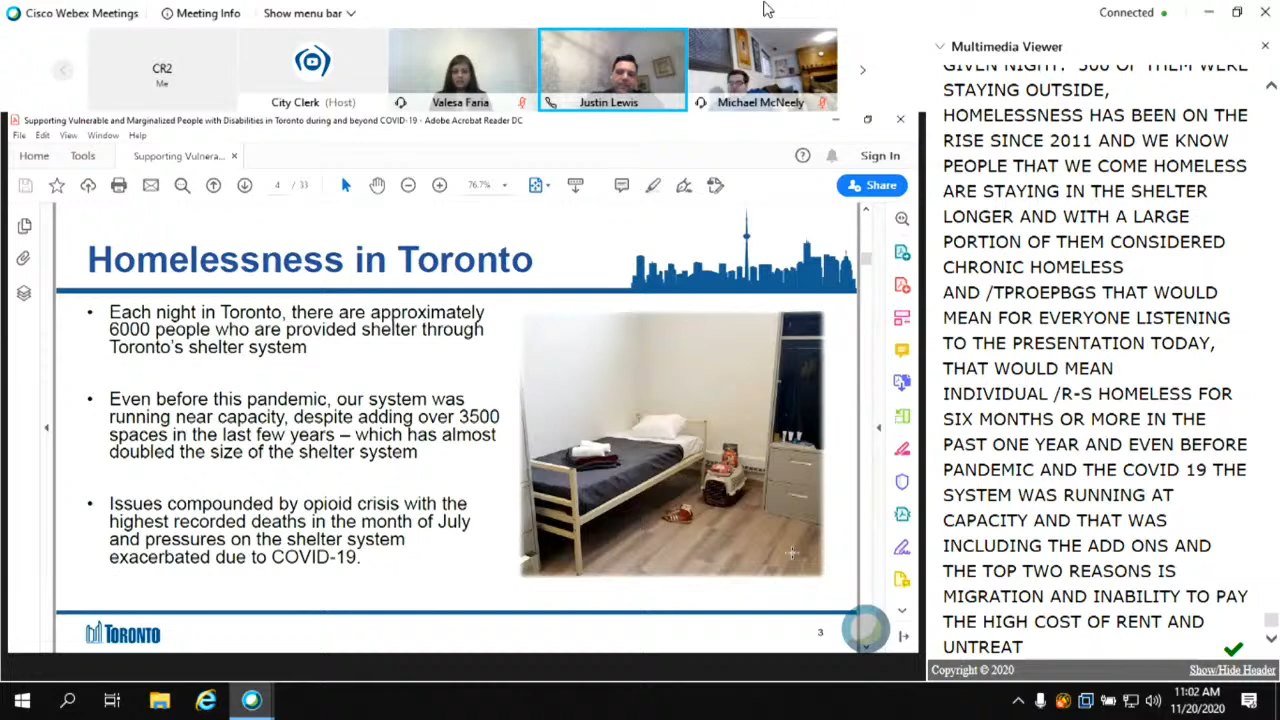 Cisco Webex Meetings
Meeting Info
Show menu bar
Connected
CR2
Me
City Clerk (Host)
Valesa Faria
Justin Lewis
Michael McNeely
Supporting Vulnerable and Marginalized People with Disabilities in Toronto during and beyond COVID-19 - Adobe Acrobat Reader DC
File Edit View Window Help
Home Tools Supporting Vulnera...
Sign In
4 / 33
76.7%
Share
Homelessness in Toronto
• Each night in Toronto, there are approximately
6000 people who are provided shelter through
Toronto's shelter system
• Even before this pandemic, our system was
running near capacity, despite adding over 3500
spaces in the last few years – which has almost
doubled the size of the shelter system
• Issues compounded by opioid crisis with the
highest recorded deaths in the month of July
and pressures on the shelter system
exacerbated due to COVID-19.
TORONTO
3
Multimedia Viewer
GIVEN NIGHT. 500 OF THEM WERE
STAYING OUTSIDE,
HOMELESSNESS HAS BEEN ON THE
RISE SINCE 2011 AND WE KNOW
PEOPLE THAT WE COME HOMELESS
ARE STAYING IN THE SHELTER
LONGER AND WITH A LARGE
PORTION OF THEM CONSIDERED
CHRONIC HOMELESS
AND /TPROEPBGS THAT WOULD
MEAN FOR EVERYONE LISTENING
TO THE PRESENTATION TODAY,
THAT WOULD MEAN
INDIVIDUAL /R-S HOMELESS FOR
SIX MONTHS OR MORE IN THE
PAST ONE YEAR AND EVEN BEFORE
PANDEMIC AND THE COVID 19 THE
SYSTEM WAS RUNNING AT
CAPACITY AND THAT WAS
INCLUDING THE ADD ONS AND
THE TOP TWO REASONS IS
MIGRATION AND INABILITY TO PAY
THE HIGH COST OF RENT AND
UNTREAT
Copyright © 2020
Show/Hide Header
11:02 AM
11/20/2020